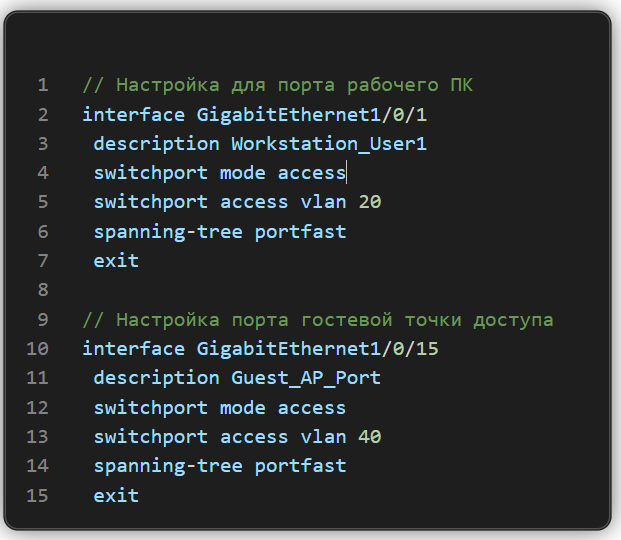 1 // Настройка для порта рабочего ПК
2 interface GigabitEthernet1/0/1
3 description Workstation_User1
4 switchport mode access
5 switchport access vlan 20
6 spanning-tree portfast
7 exit
8
9 // Настройка порта гостевой точки доступа
10 interface GigabitEthernet1/0/15
11 description Guest_AP_Port
12 switchport mode access
13 switchport access vlan 40
14 spanning-tree portfast
15 exit